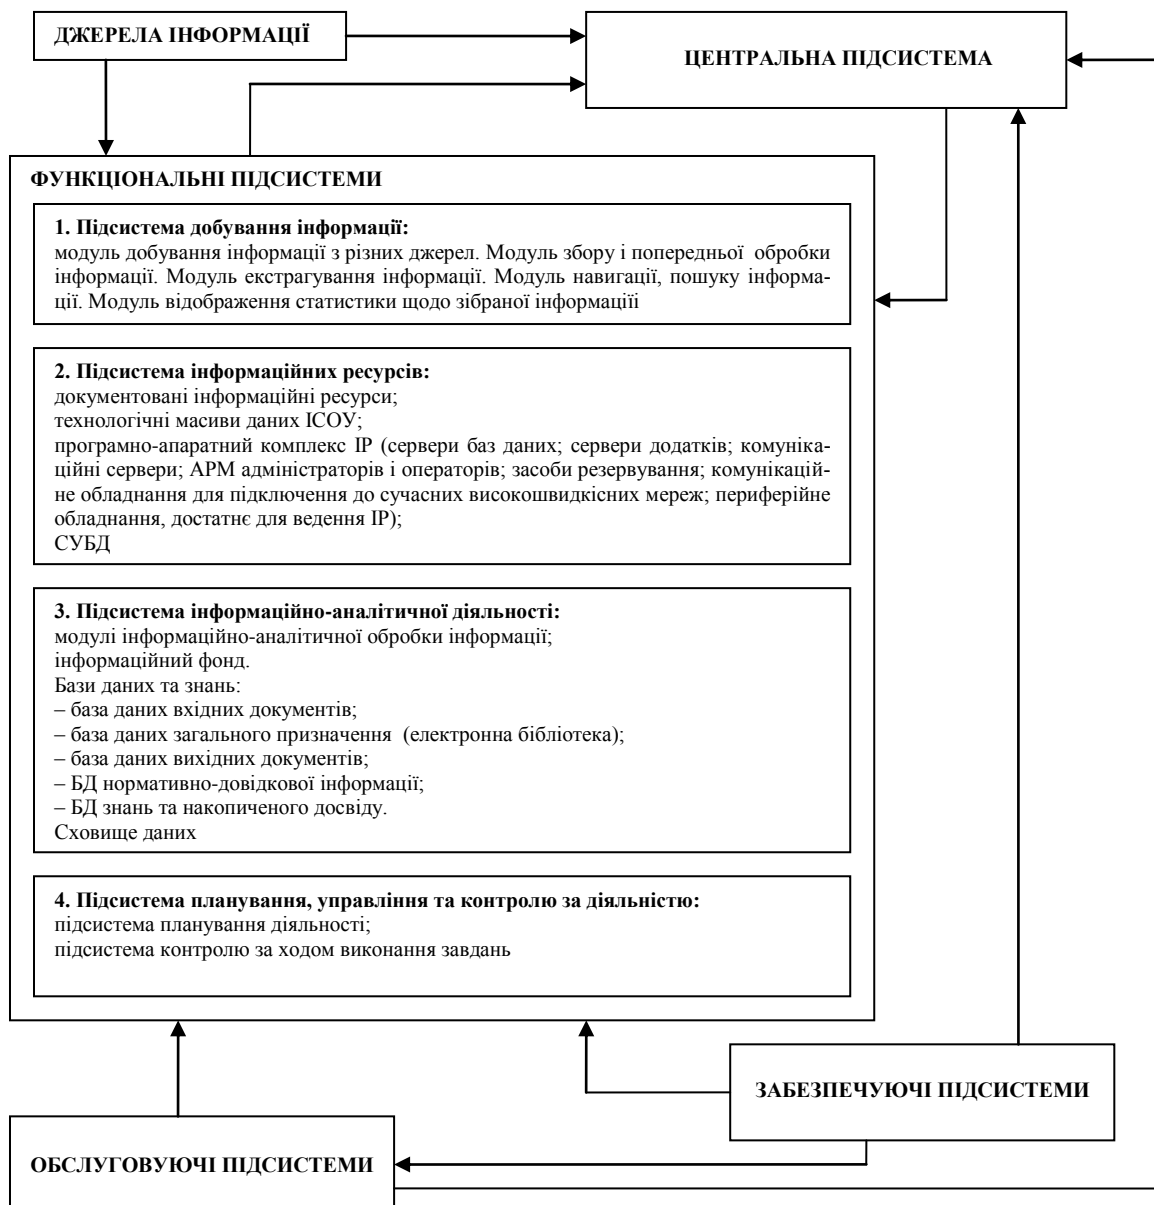 ДЖЕРЕЛА ІНФОРМАЦІЇ
ЦЕНТРАЛЬНА ПІДСИСТЕМА
ФУНКЦІОНАЛЬНІ ПІДСИСТЕМИ
1. Підсистема добування інформації:
модуль добування інформації з різних джерел. Модуль збору і попередньої обробки
інформації. Модуль екстрагування інформації. Модуль навигації, пошуку інформа-
ції. Модуль відображення статистики щодо зібраної інформаціїі
2. Підсистема інформаційних ресурсів:
документовані інформаційні ресурси;
технологічні масиви даних ІСОУ;
програмно-апаратний комплекс ІР (сервери баз даних; сервери додатків; комуніка-
ційні сервери; АРМ адміністраторів і операторів; засоби резервування; комунікацій-
не обладнання для підключення до сучасних високошвидкісних мереж; периферійне
обладнання, достатнє для ведення ІР);
СУБД
3. Підсистема інформаційно-аналітичної діяльності:
модулі інформаційно-аналітичної обробки інформації;
інформаційний фонд.
Бази даних та знань:
– база даних вхідних документів;
– база даних загального призначення (електронна бібліотека);
– база даних вихідних документів;
– БД нормативно-довідкової інформації;
– БД знань та накопиченого досвіду.
Сховище даних
4. Підсистема планування, управління та контролю за діяльністю:
підсистема планування діяльності;
підсистема контролю за ходом виконання завдань
ЗАБЕЗПЕЧУЮЧІ ПІДСИСТЕМИ
ОБСЛУГОВУЮЧІ ПІДСИСТЕМИ